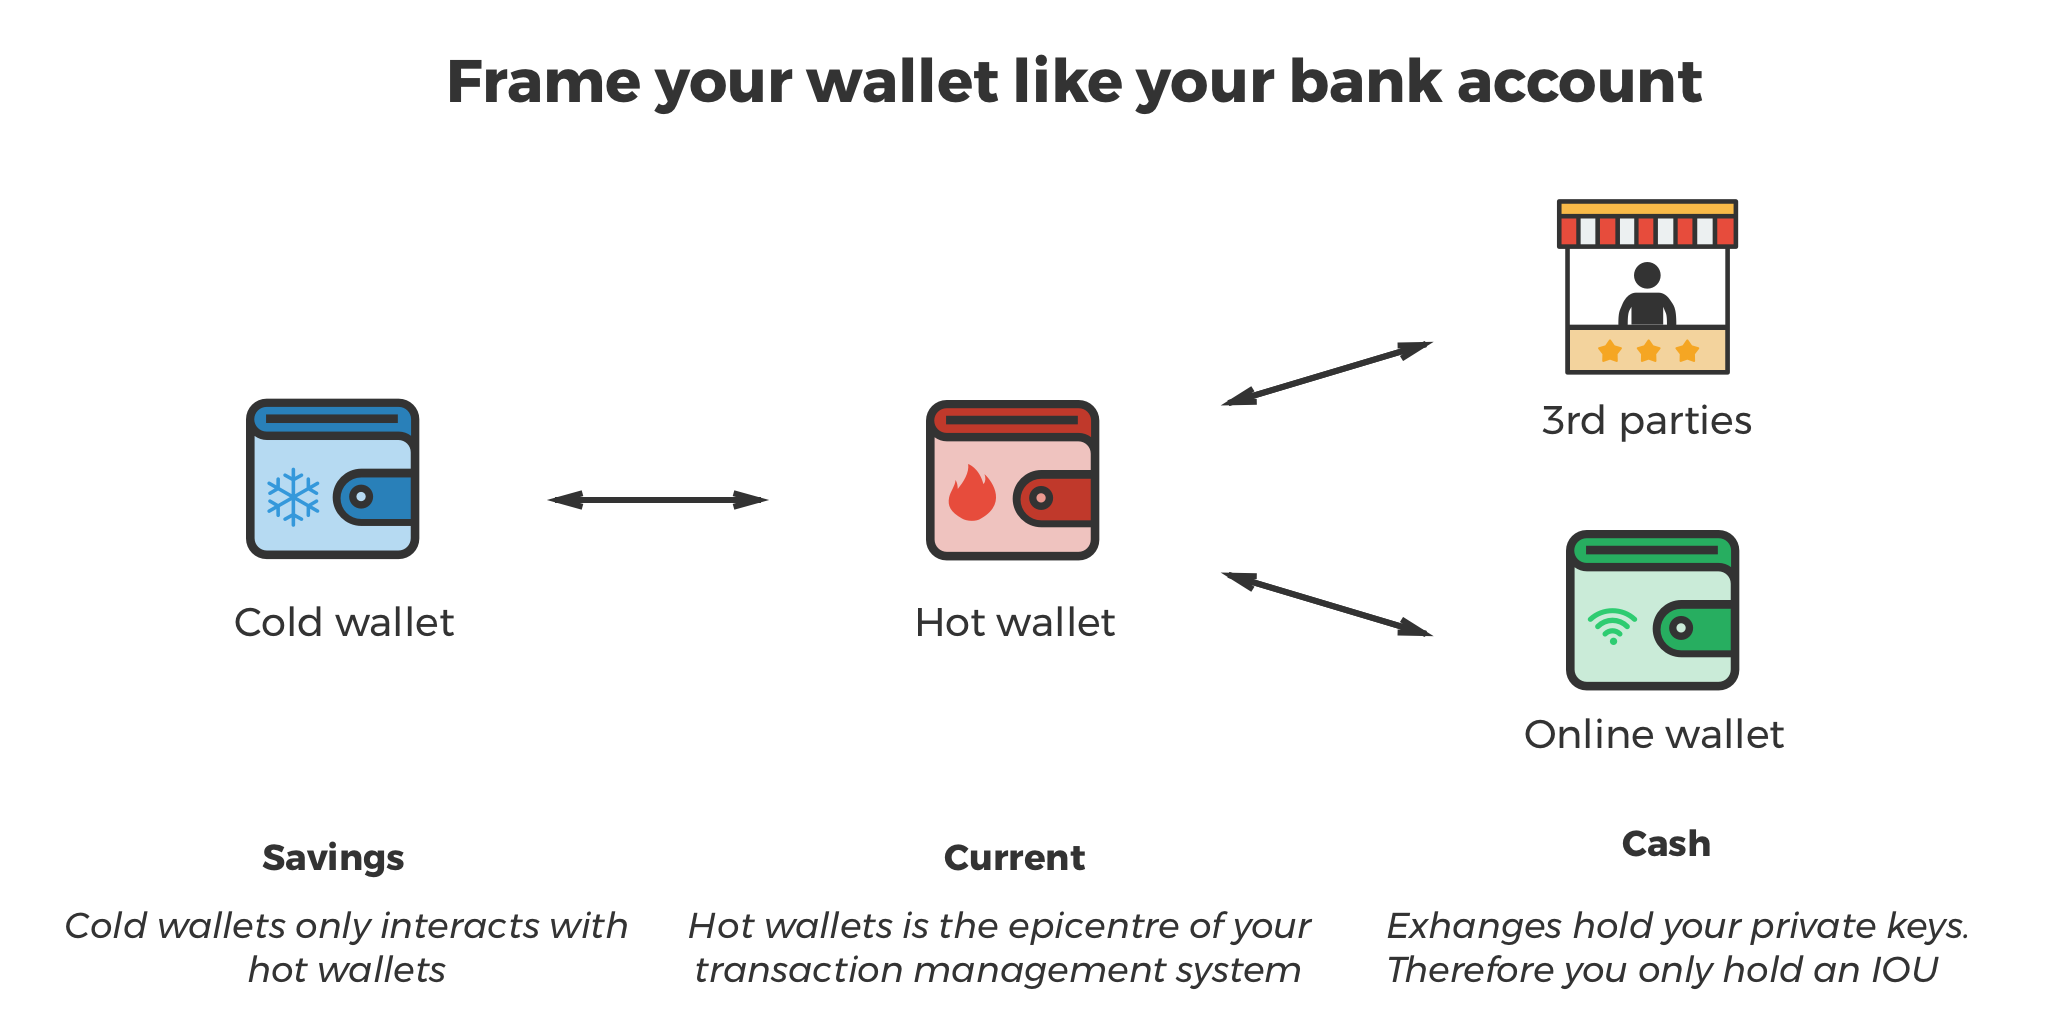 Frame your wallet like your bank account
3rd parties
Cold wallet
Hot wallet
Online wallet
Savings
Cold wallets only interacts with
hot wallets
Current
Hot wallets is the epicentre of your
transaction management system
Cash
Exhanges hold your private keys.
Therefore you only hold an IOU